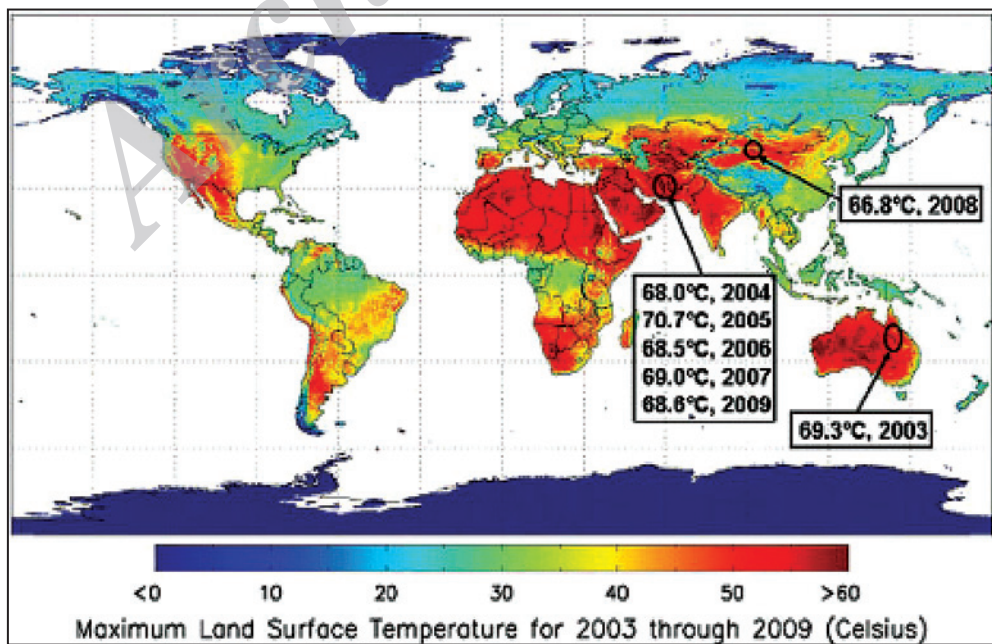 66.8°C, 2008
68.0°C, 2004
70.7°C, 2005
68.5°C, 2006
69.0°C, 2007
68.6°C, 2009
69.3°C, 2003
<0 10 20 30 40 50 >60
Maximum Land Surface Temperature for 2003 through 2009 (Celsius)